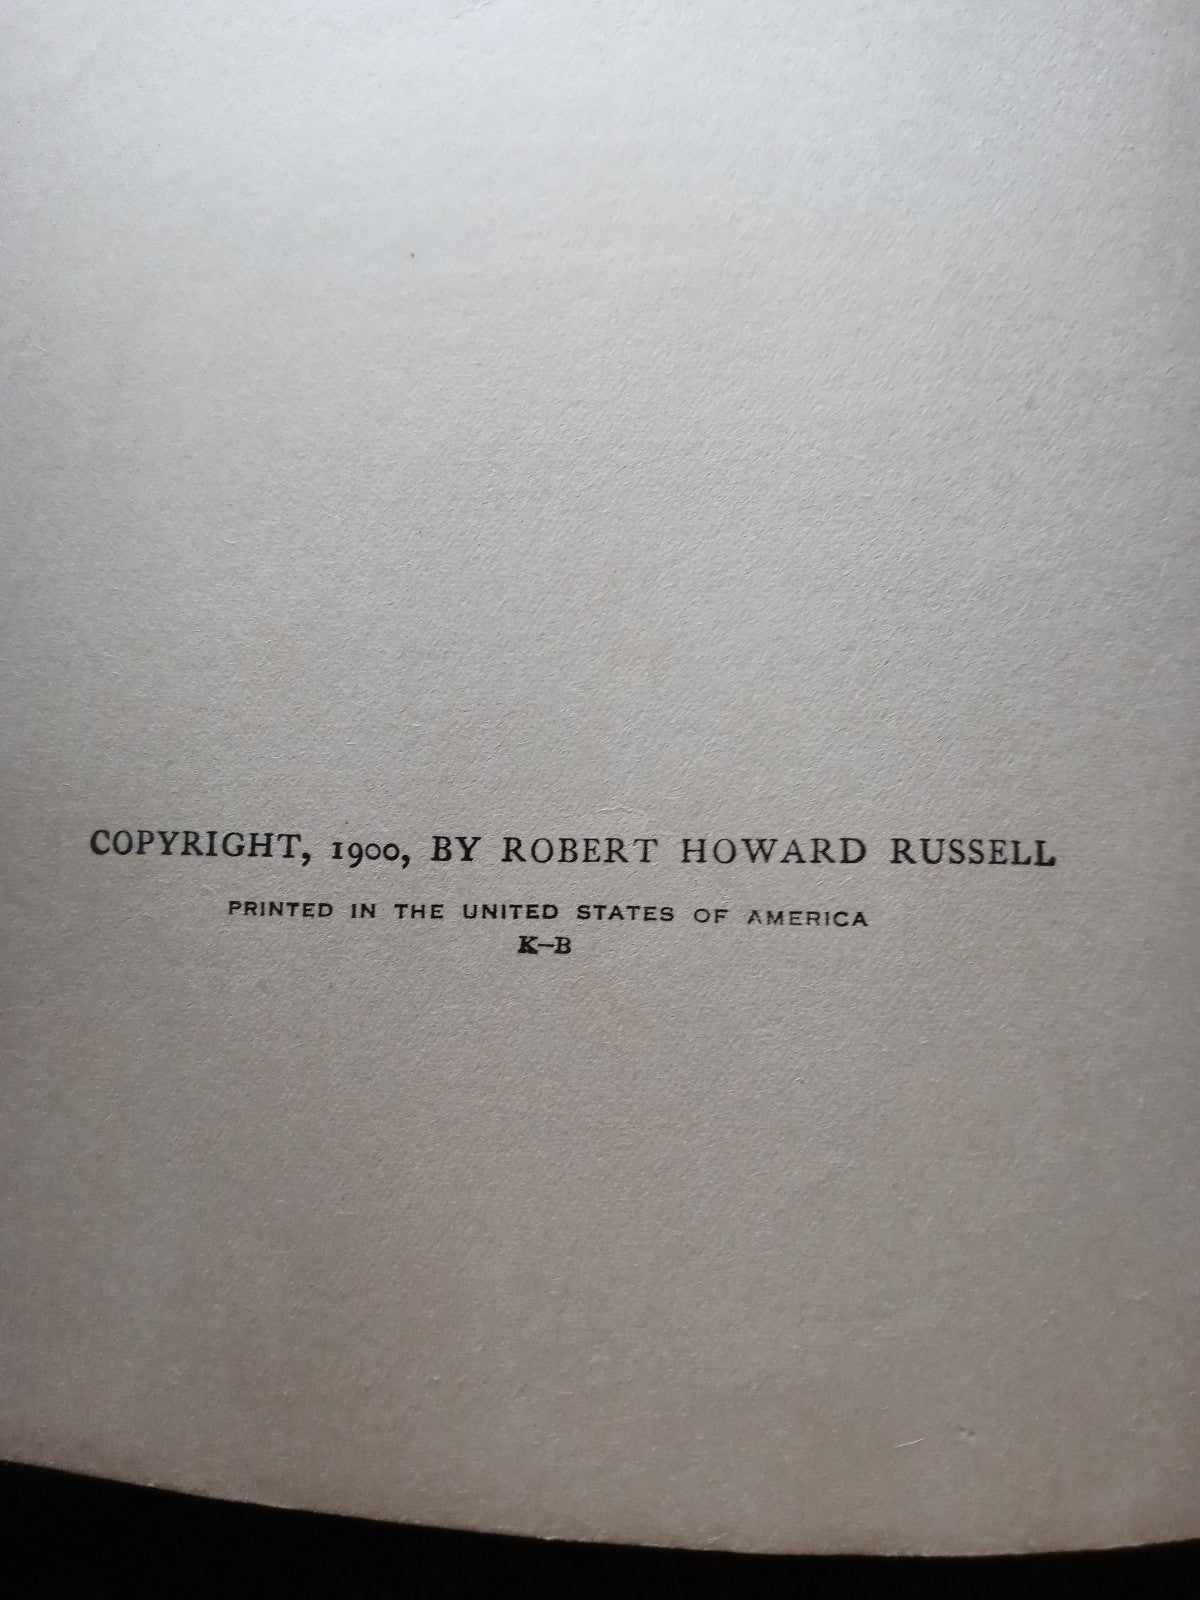 COPYRIGHT, 1900, BY ROBERT HOWARD RUSSELL
PRINTED IN THE UNITED STATES OF AMERICA
K–B